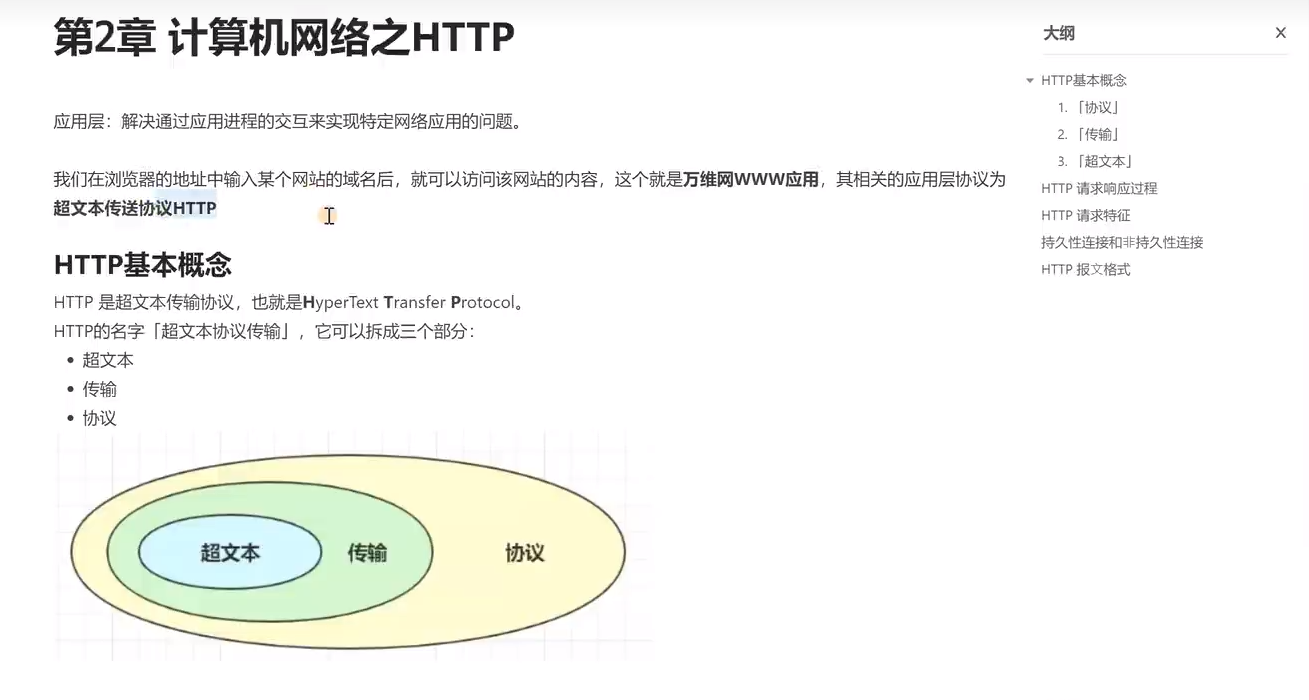 第2章 计算机网络之HTTP
应用层：解决通过应用进程的交互来实现特定网络应用的问题。
我们在浏览器的地址中输入某个网站的域名后，就可以访问该网站的内容，这个就是万维网WWW应用，其相关的应用层协议为
超文本传送协议HTTP
HTTP基本概念
HTTP 是超文本传输协议，也就是HyperText Transfer Protocol。
HTTP的名字「超文本协议传输」，它可以拆成三个部分：
• 超文本
• 传输
• 协议
超文本 传输 协议
大纲 ×
HTTP基本概念
1. 「协议」
2. 「传输」
3. 「超文本」
HTTP 请求响应过程
HTTP 请求特征
持久性连接和非持久性连接
HTTP 报文格式